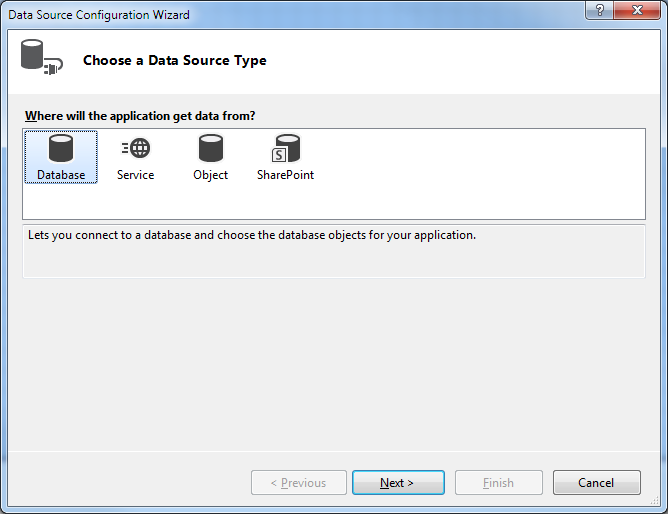 Data Source Configuration Wizard
?
Choose a Data Source Type
Where will the application get data from?
Database Service Object SharePoint
Lets you connect to a database and choose the database objects for your application.
< Previous Next > Finish Cancel